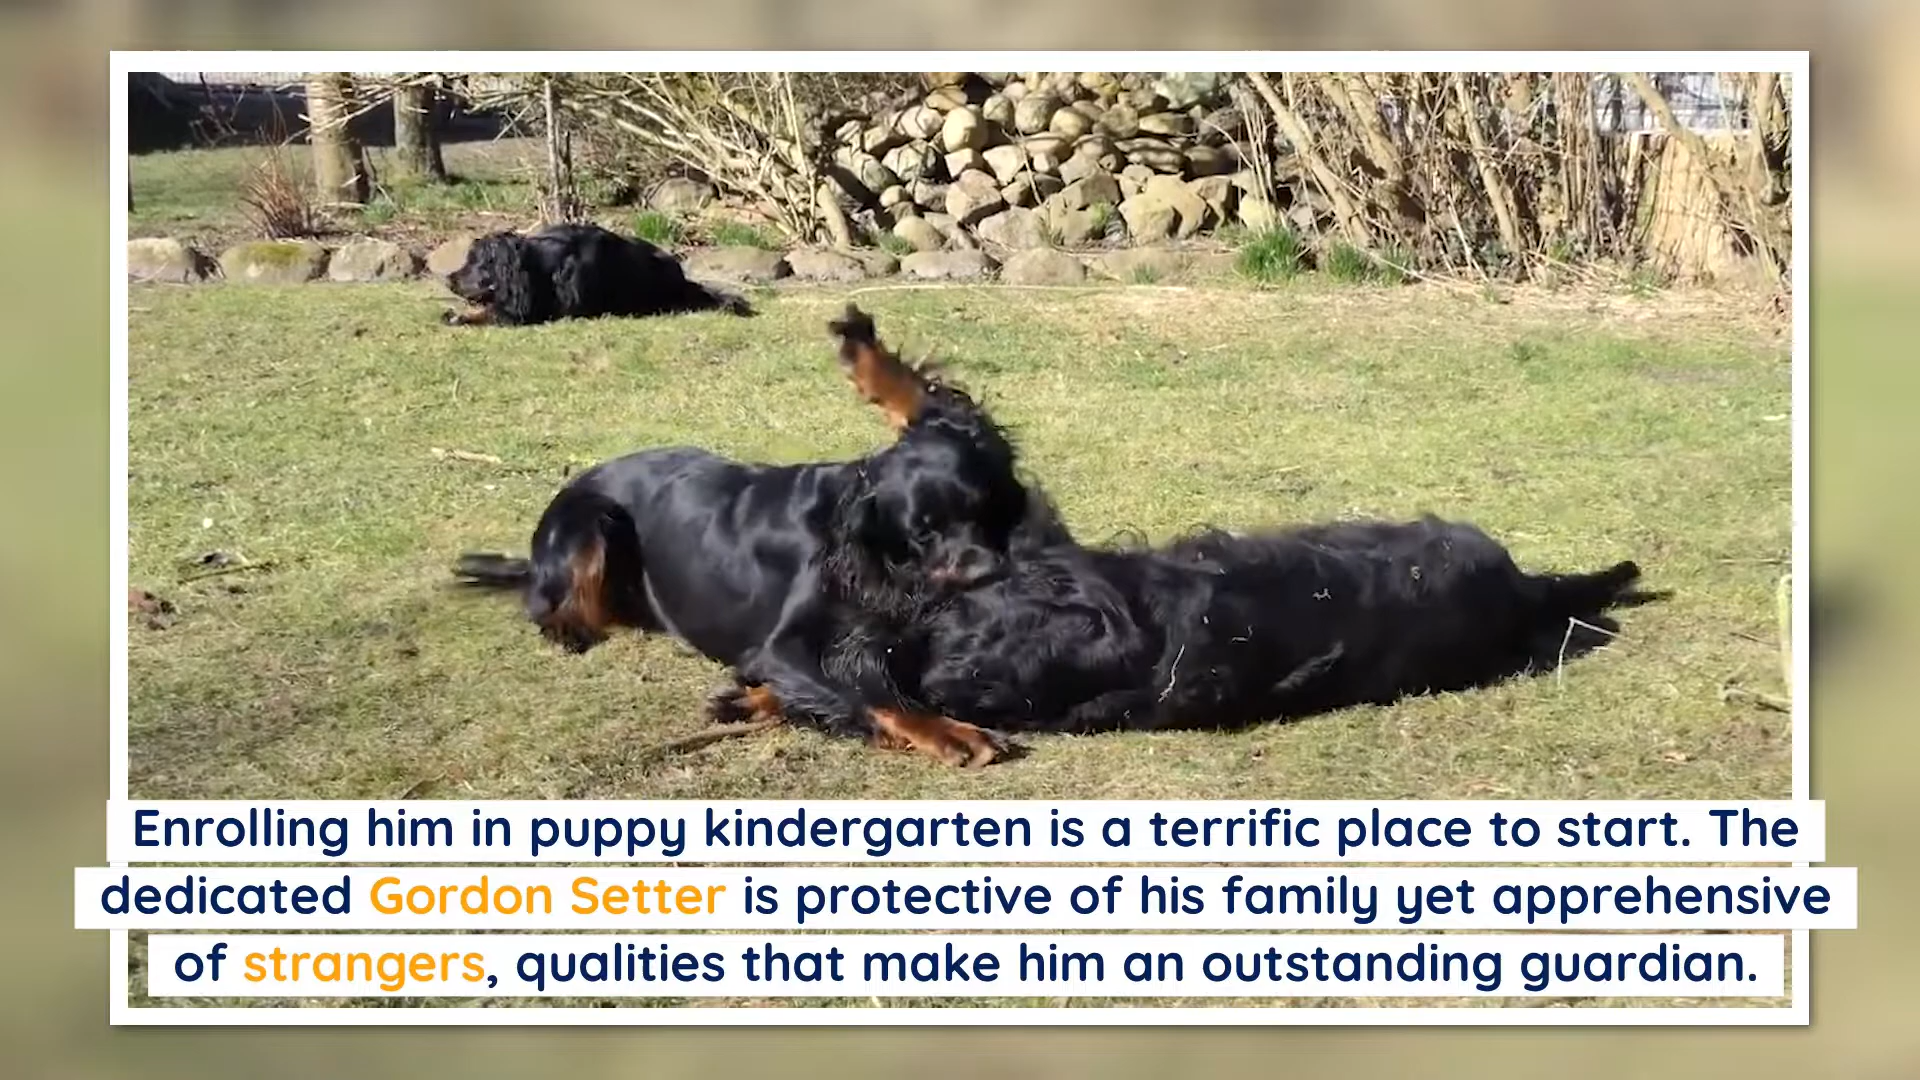 Enrolling him in puppy kindergarten is a terrific place to start. The
dedicated Gordon Setter is protective of his family yet apprehensive
of strangers, qualities that make him an outstanding guardian.